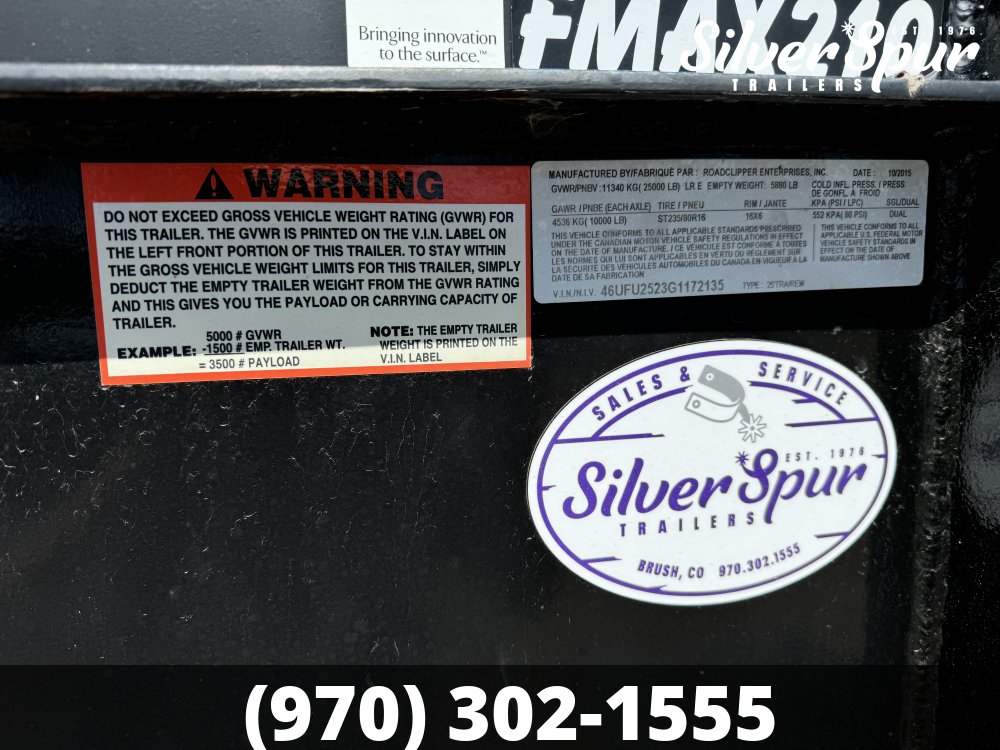 Bringing innovation
to the surface.™
MAX210
EST. 1976
Silver Spur
TRAILERS
WARNING
DO NOT EXCEED GROSS VEHICLE WEIGHT RATING (GVWR) FOR
THIS TRAILER. THE GVWR IS PRINTED ON THE V.I.N. LABEL ON
THE LEFT FRONT PORTION OF THIS TRAILER. TO STAY WITHIN
THE GROSS VEHICLE WEIGHT LIMITS FOR THIS TRAILER, SIMPLY
DEDUCT THE EMPTY TRAILER WEIGHT FROM THE GVWR RATING
AND THIS GIVES YOU THE PAYLOAD OR CARRYING CAPACITY OF
TRAILER.
5000 # GVWR
EXAMPLE: -1500 # EMP. TRAILER WT.
= 3500 # PAYLOAD
NOTE: THE EMPTY TRAILER
WEIGHT IS PRINTED ON THE
V.I.N. LABEL
MANUFACTURED BY/FABRIQUÉ PAR : ROADCLIPPER ENTERPRISES, INC. DATE : 10/2015
GVWR/PNBV :11340 KG( 25000 LB) LR E EMPTY WEIGHT: 5880 LB COLD INFL. PRESS. / PRESS.
DE GONFL. A FROID
GAWR / PNBE (EACH AXLE) TIRE / PNEU RIM / JANTE KPA (PSI / LPC) SGL/DUAL
4536 KG( 10000 LB) ST235/80R16 16X6 552 KPA( 80 PSI) DUAL
THIS VEHICLE CONFORMS TO ALL APPLICABLE STANDARDS PRESCRIBED
UNDER THE CANADIAN MOTOR VEHICLE SAFETY REGULATIONS IN EFFECT
ON THE DATE OF MANUFACTURE. / CE VÉHICULE EST CONFORME A TOUTES
LES NORMES QUI LUI SONT APPLICABLES EN VERTU DU REGLEMENT SUR
LA SÉCURITÉ DES VÉHICULES AUTOMOBILES DU CANADA EN VIGUEUR A LA
DATE DE SA FABRICATION
THIS VEHICLE CONFORMS TO ALL
APPLICABLE U.S. FEDERAL MOTOR
VEHICLE SAFETY STANDARDS IN
EFFECT ON THE DATE OF
MANUFACTURE SHOWN ABOVE
V.I.N./N.I.V. 46UFU2523G1172135 TYPE : 25TRA/REM
SALES & SERVICE
EST. 1976
Silver Spur
TRAILERS
BRUSH, CO 970.302.1555
(970) 302-1555